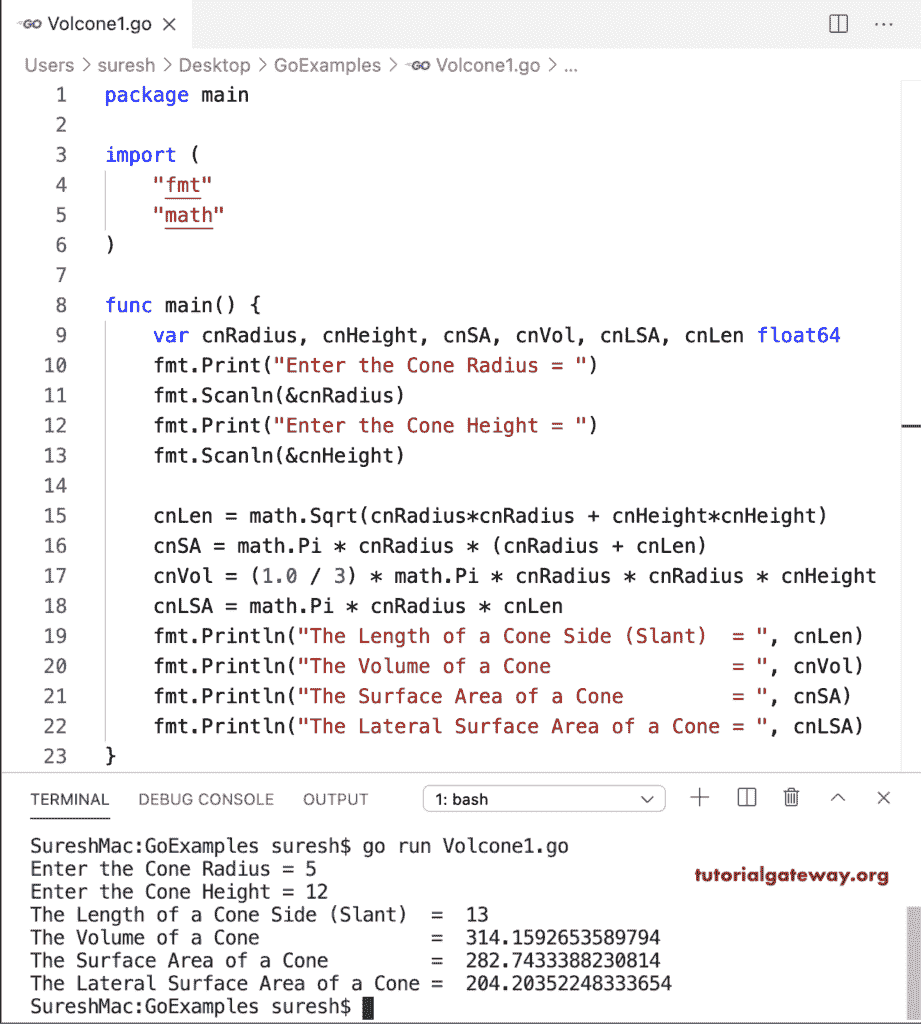 GO Volcone1.go ×
Users > suresh > Desktop > GoExamples > GO Volcone1.go > ...
1 package main
2
3 import (
4     "fmt"
5     "math"
6 )
7
8 func main() {
9     var cnRadius, cnHeight, cnSA, cnVol, cnLSA, cnLen float64
10     fmt.Print("Enter the Cone Radius = ")
11     fmt.Scanln(&cnRadius)
12     fmt.Print("Enter the Cone Height = ")
13     fmt.Scanln(&cnHeight)
14
15     cnLen = math.Sqrt(cnRadius*cnRadius + cnHeight*cnHeight)
16     cnSA = math.Pi * cnRadius * (cnRadius + cnLen)
17     cnVol = (1.0 / 3) * math.Pi * cnRadius * cnRadius * cnHeight
18     cnLSA = math.Pi * cnRadius * cnLen
19     fmt.Println("The Length of a Cone Side (Slant)  = ", cnLen)
20     fmt.Println("The Volume of a Cone               = ", cnVol)
21     fmt.Println("The Surface Area of a Cone         = ", cnSA)
22     fmt.Println("The Lateral Surface Area of a Cone = ", cnLSA)
23 }
TERMINAL DEBUG CONSOLE OUTPUT 1: bash
SureshMac:GoExamples suresh$ go run Volcone1.go
Enter the Cone Radius = 5
tutorialgateway.org
Enter the Cone Height = 12
The Length of a Cone Side (Slant)  =  13
The Volume of a Cone               =  314.1592653589794
The Surface Area of a Cone         =  282.7433388230814
The Lateral Surface Area of a Cone =  204.20352248333654
SureshMac:GoExamples suresh$